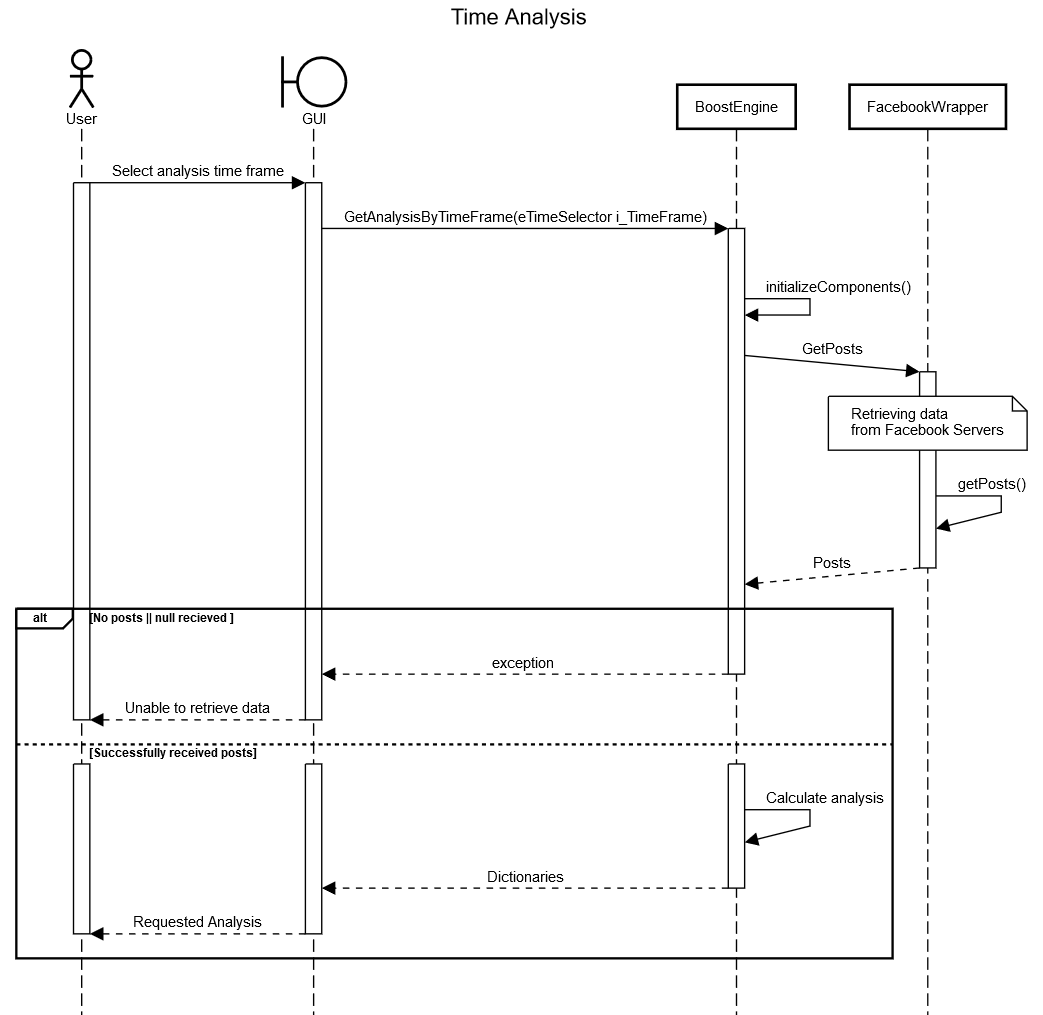 Time Analysis
User
GUI
BoostEngine
FacebookWrapper
Select analysis time frame
GetAnalysisByTimeFrame(eTimeSelector i_TimeFrame)
initializeComponents()
GetPosts
Retrieving data
from Facebook Servers
getPosts()
Posts
alt
[No posts || null recieved ]
exception
Unable to retrieve data
[Successfully received posts]
Calculate analysis
Dictionaries
Requested Analysis